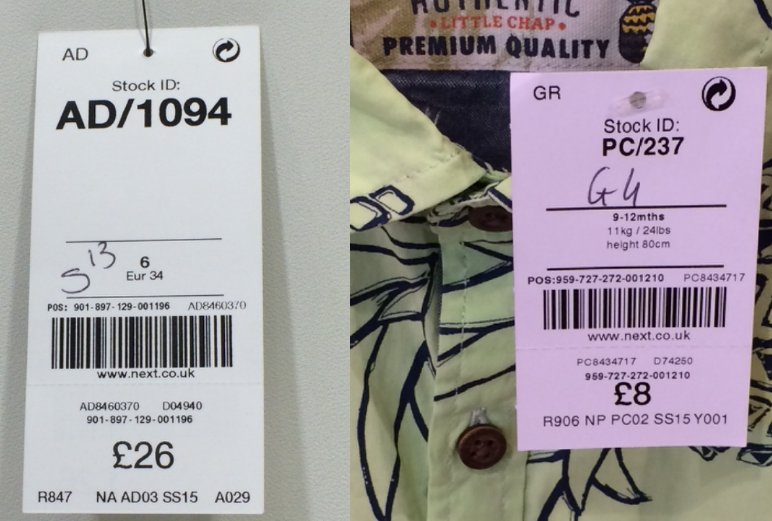 AD
Stock ID:
AD/1094
S 13
6
Eur 34
POS: 901-897-129-001196 AD8460370
www.next.co.uk
AD8460370 D04940
901-897-129-001196
£26
R847 NA AD03 SS15 A029
AUTHENTIC
•LITTLE CHAP•
PREMIUM QUALITY
GR
Stock ID:
PC/237
G4
9-12mths
11kg / 24lbs
height 80cm
POS:959-727-272-001210 PC8434717
www.next.co.uk
PC8434717 D74250
959-727-272-001210
£8
R906 NP PC02 SS15 Y001